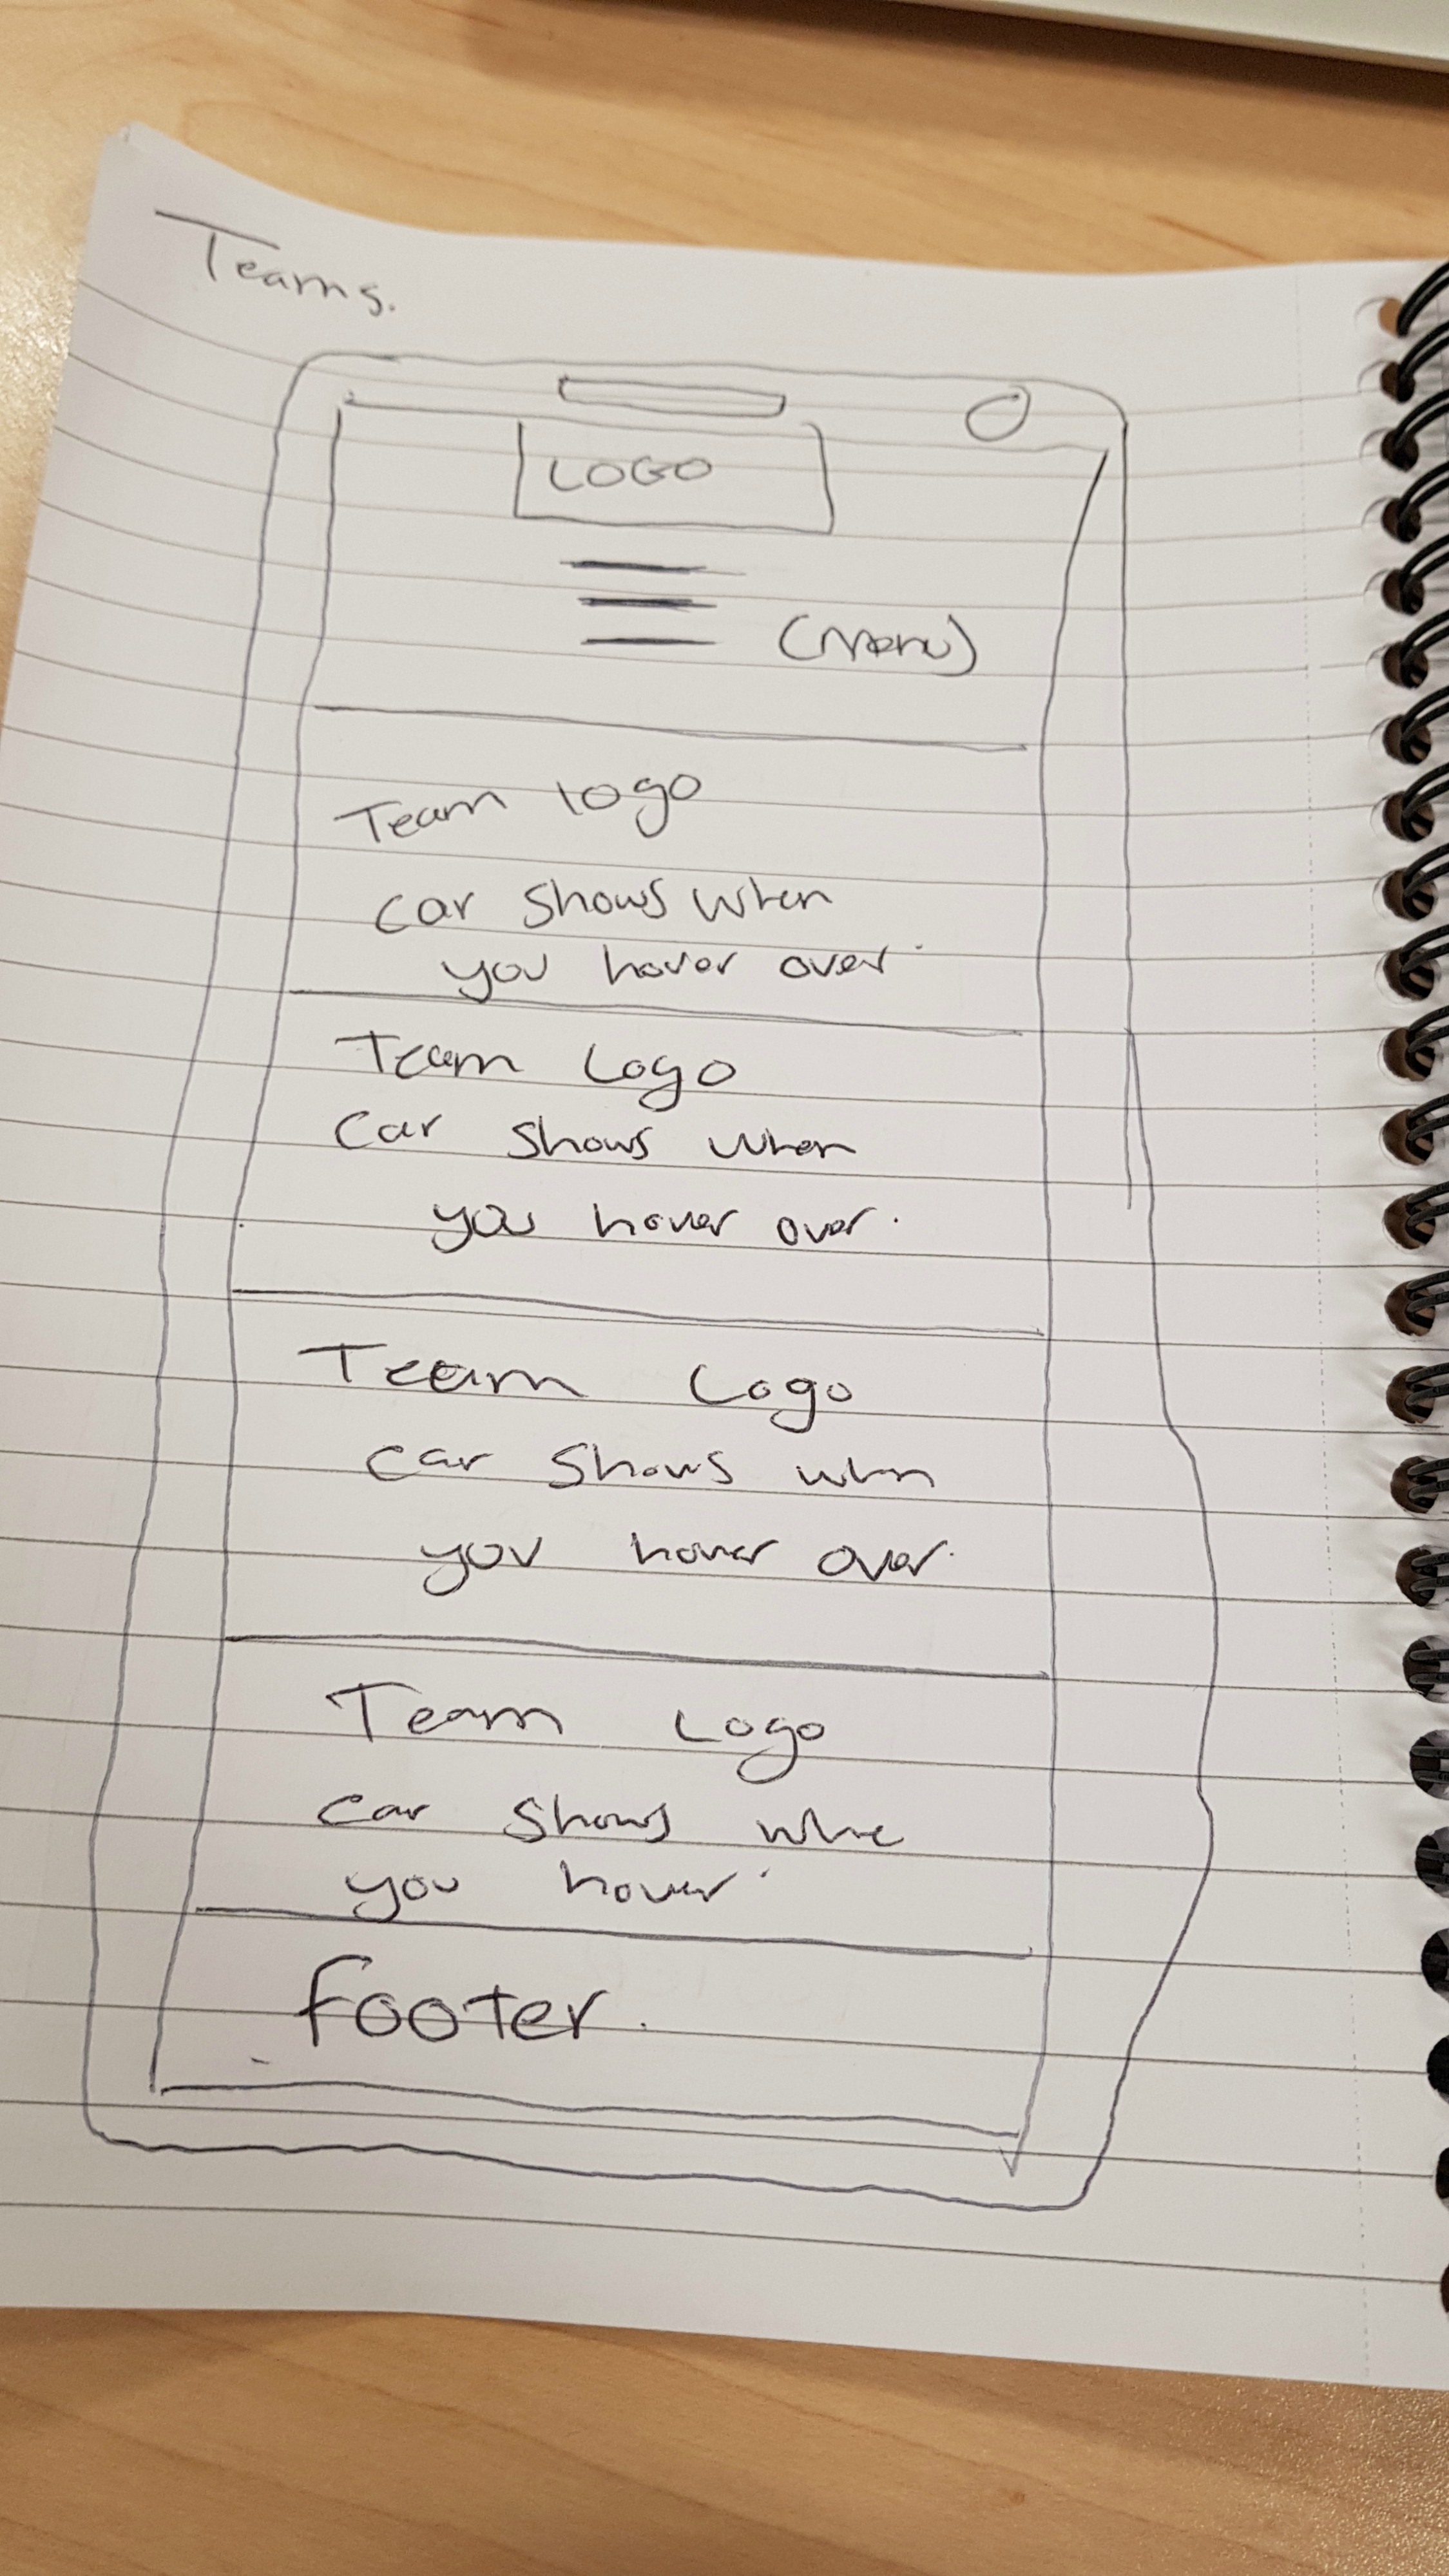 Teams.
LOGO
(Menu)
Team logo
car shows when
you hover over.
Team Logo
Car shows when
you hover over.
Team Logo
car shows when
you hover over.
Team Logo
car shows whe
you hover.
footer.